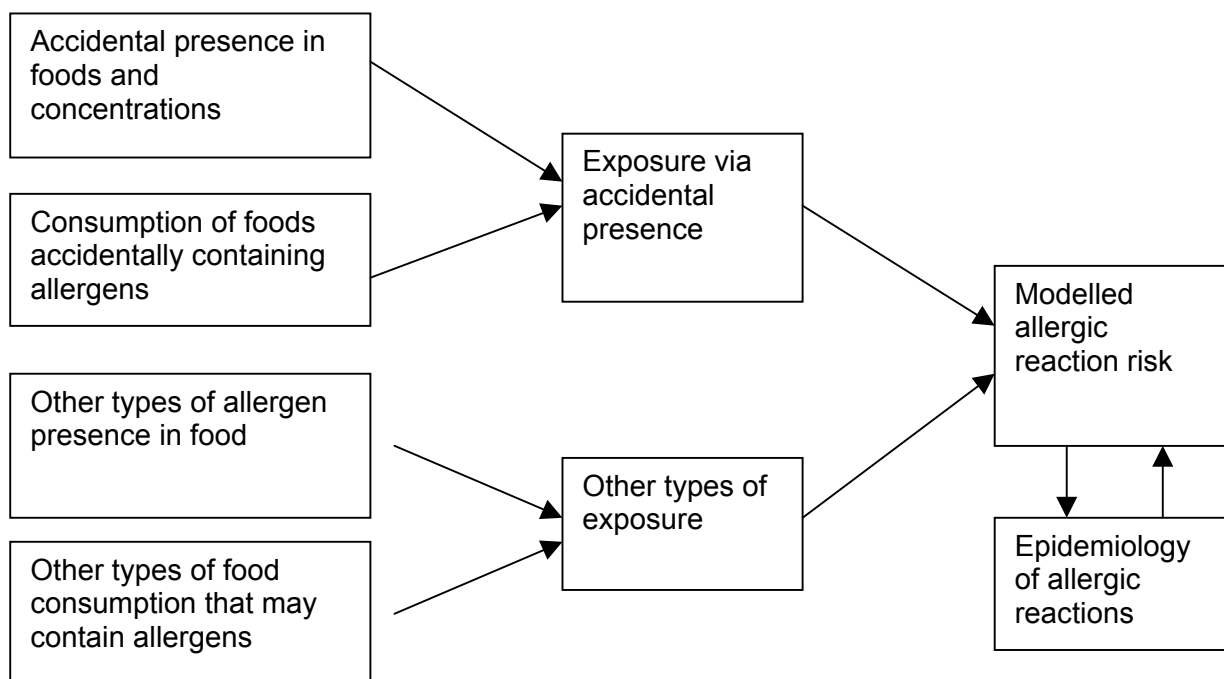 Accidental presence in
foods and
concentrations
Consumption of foods
accidentally containing
allergens
Other types of allergen
presence in food
Other types of food
consumption that may
contain allergens
Exposure via
accidental
presence
Other types of
exposure
Modelled
allergic
reaction risk
Epidemiology
of allergic
reactions